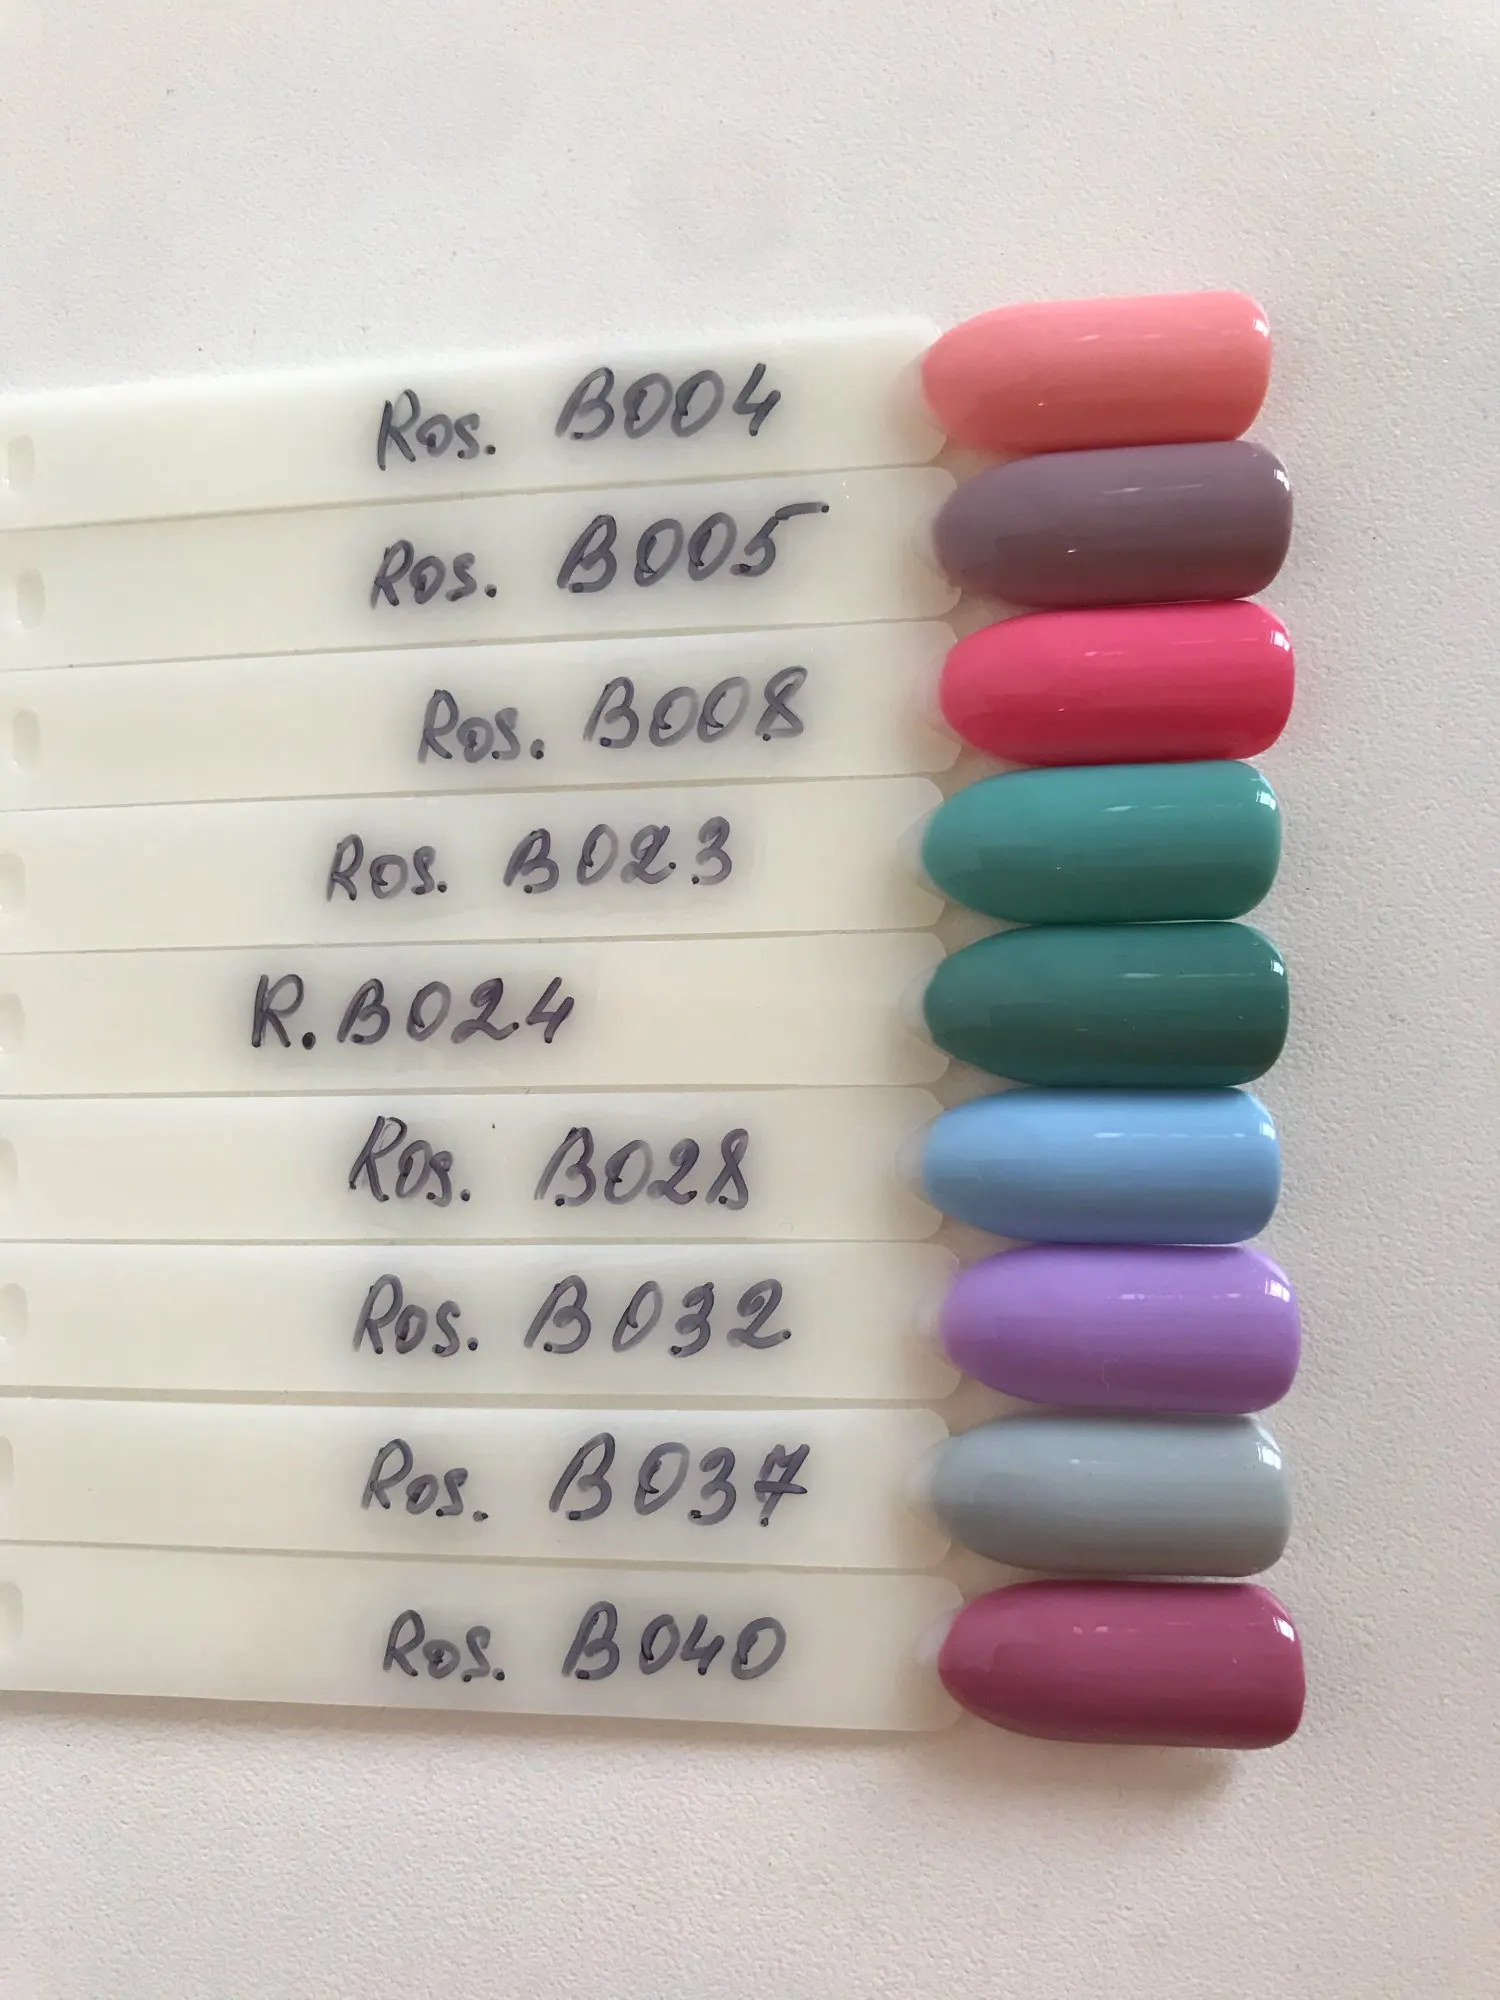 Ros. B004
Ros. B005
Ros. B008
Ros. B023
R. B024
Ros. B028
Ros. B032
Ros. B037
Ros. B040